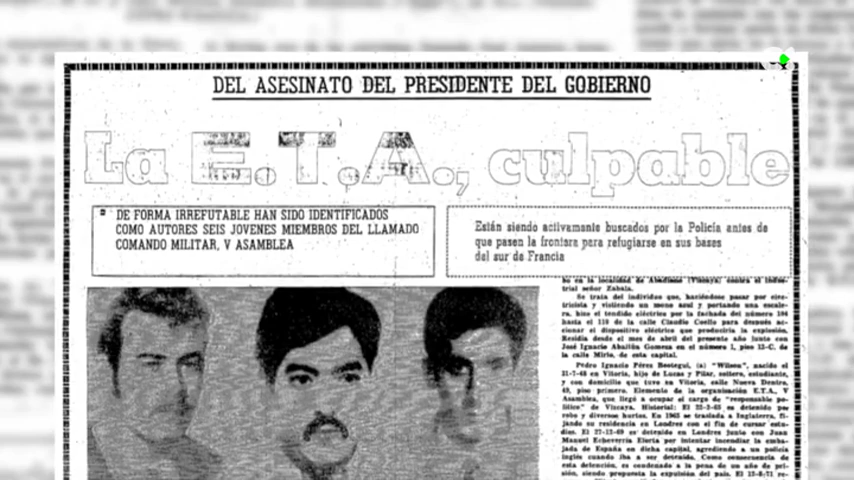 DEL ASESINATO DEL PRESIDENTE DEL GOBIERNO
La E.T.A., culpable
DE FORMA IRREFUTABLE HAN SIDO IDENTIFICADOS
COMO AUTORES SEIS JOVENES MIEMBROS DEL LLAMADO
COMANDO MILITAR, V ASAMBLEA
Están siendo activamente buscados por la Policía antes de
que pasen la frontera para refugiarse en sus bases
del sur de Francia
bo en la localidad de Abadiano (Vizcaya) contra el indus-
trial señor Zabala.
Se trata del individuo que, haciéndose pasar por elec-
tricista y vistiendo un mono azul y portando una escale-
ra, hizo el tendido eléctrico por la fachada del número 104
hasta el 110 de la calle Claudio Coello para después ac-
cionar el dispositivo eléctrico que produciría la explosión.
Residía desde el mes de abril del presente año junto con
José Ignacio Abaitúa Gomeza en el número 1, piso 15-C, de
la calle Mirlo, de esta capital.
Pedro Ignacio Pérez Beotegui, (a) "Wilson", nacido el
31-7-48 en Vitoria, hijo de Lucas y Pilar, soltero, estudiante,
y con domicilio que tuvo en Vitoria, calle Nueva Dentro,
49, piso primero. Elemento de la organización E.T.A., V
Asamblea, que llegó a ocupar el cargo de "responsable po-
lítico" de Vizcaya. Historial: El 22-3-65 es detenido por
robo y diversos hurtos. En 1965 se traslada a Inglaterra, fi-
jando su residencia en Londres con el fin de cursar estu-
dios. El 27-12-69 es detenido en Londres junto con Juan
Manuel Echeverría Elorta por intentar incendiar la emba-
jada de España en dicha capital, agrediendo a un policía
inglés cuando iba a ser detenido. Como consecuencia de
esta detención, es condenado a la pena de un año de pri-
sión, siendo propuesta la expulsión del país. El 15-8-71 re-